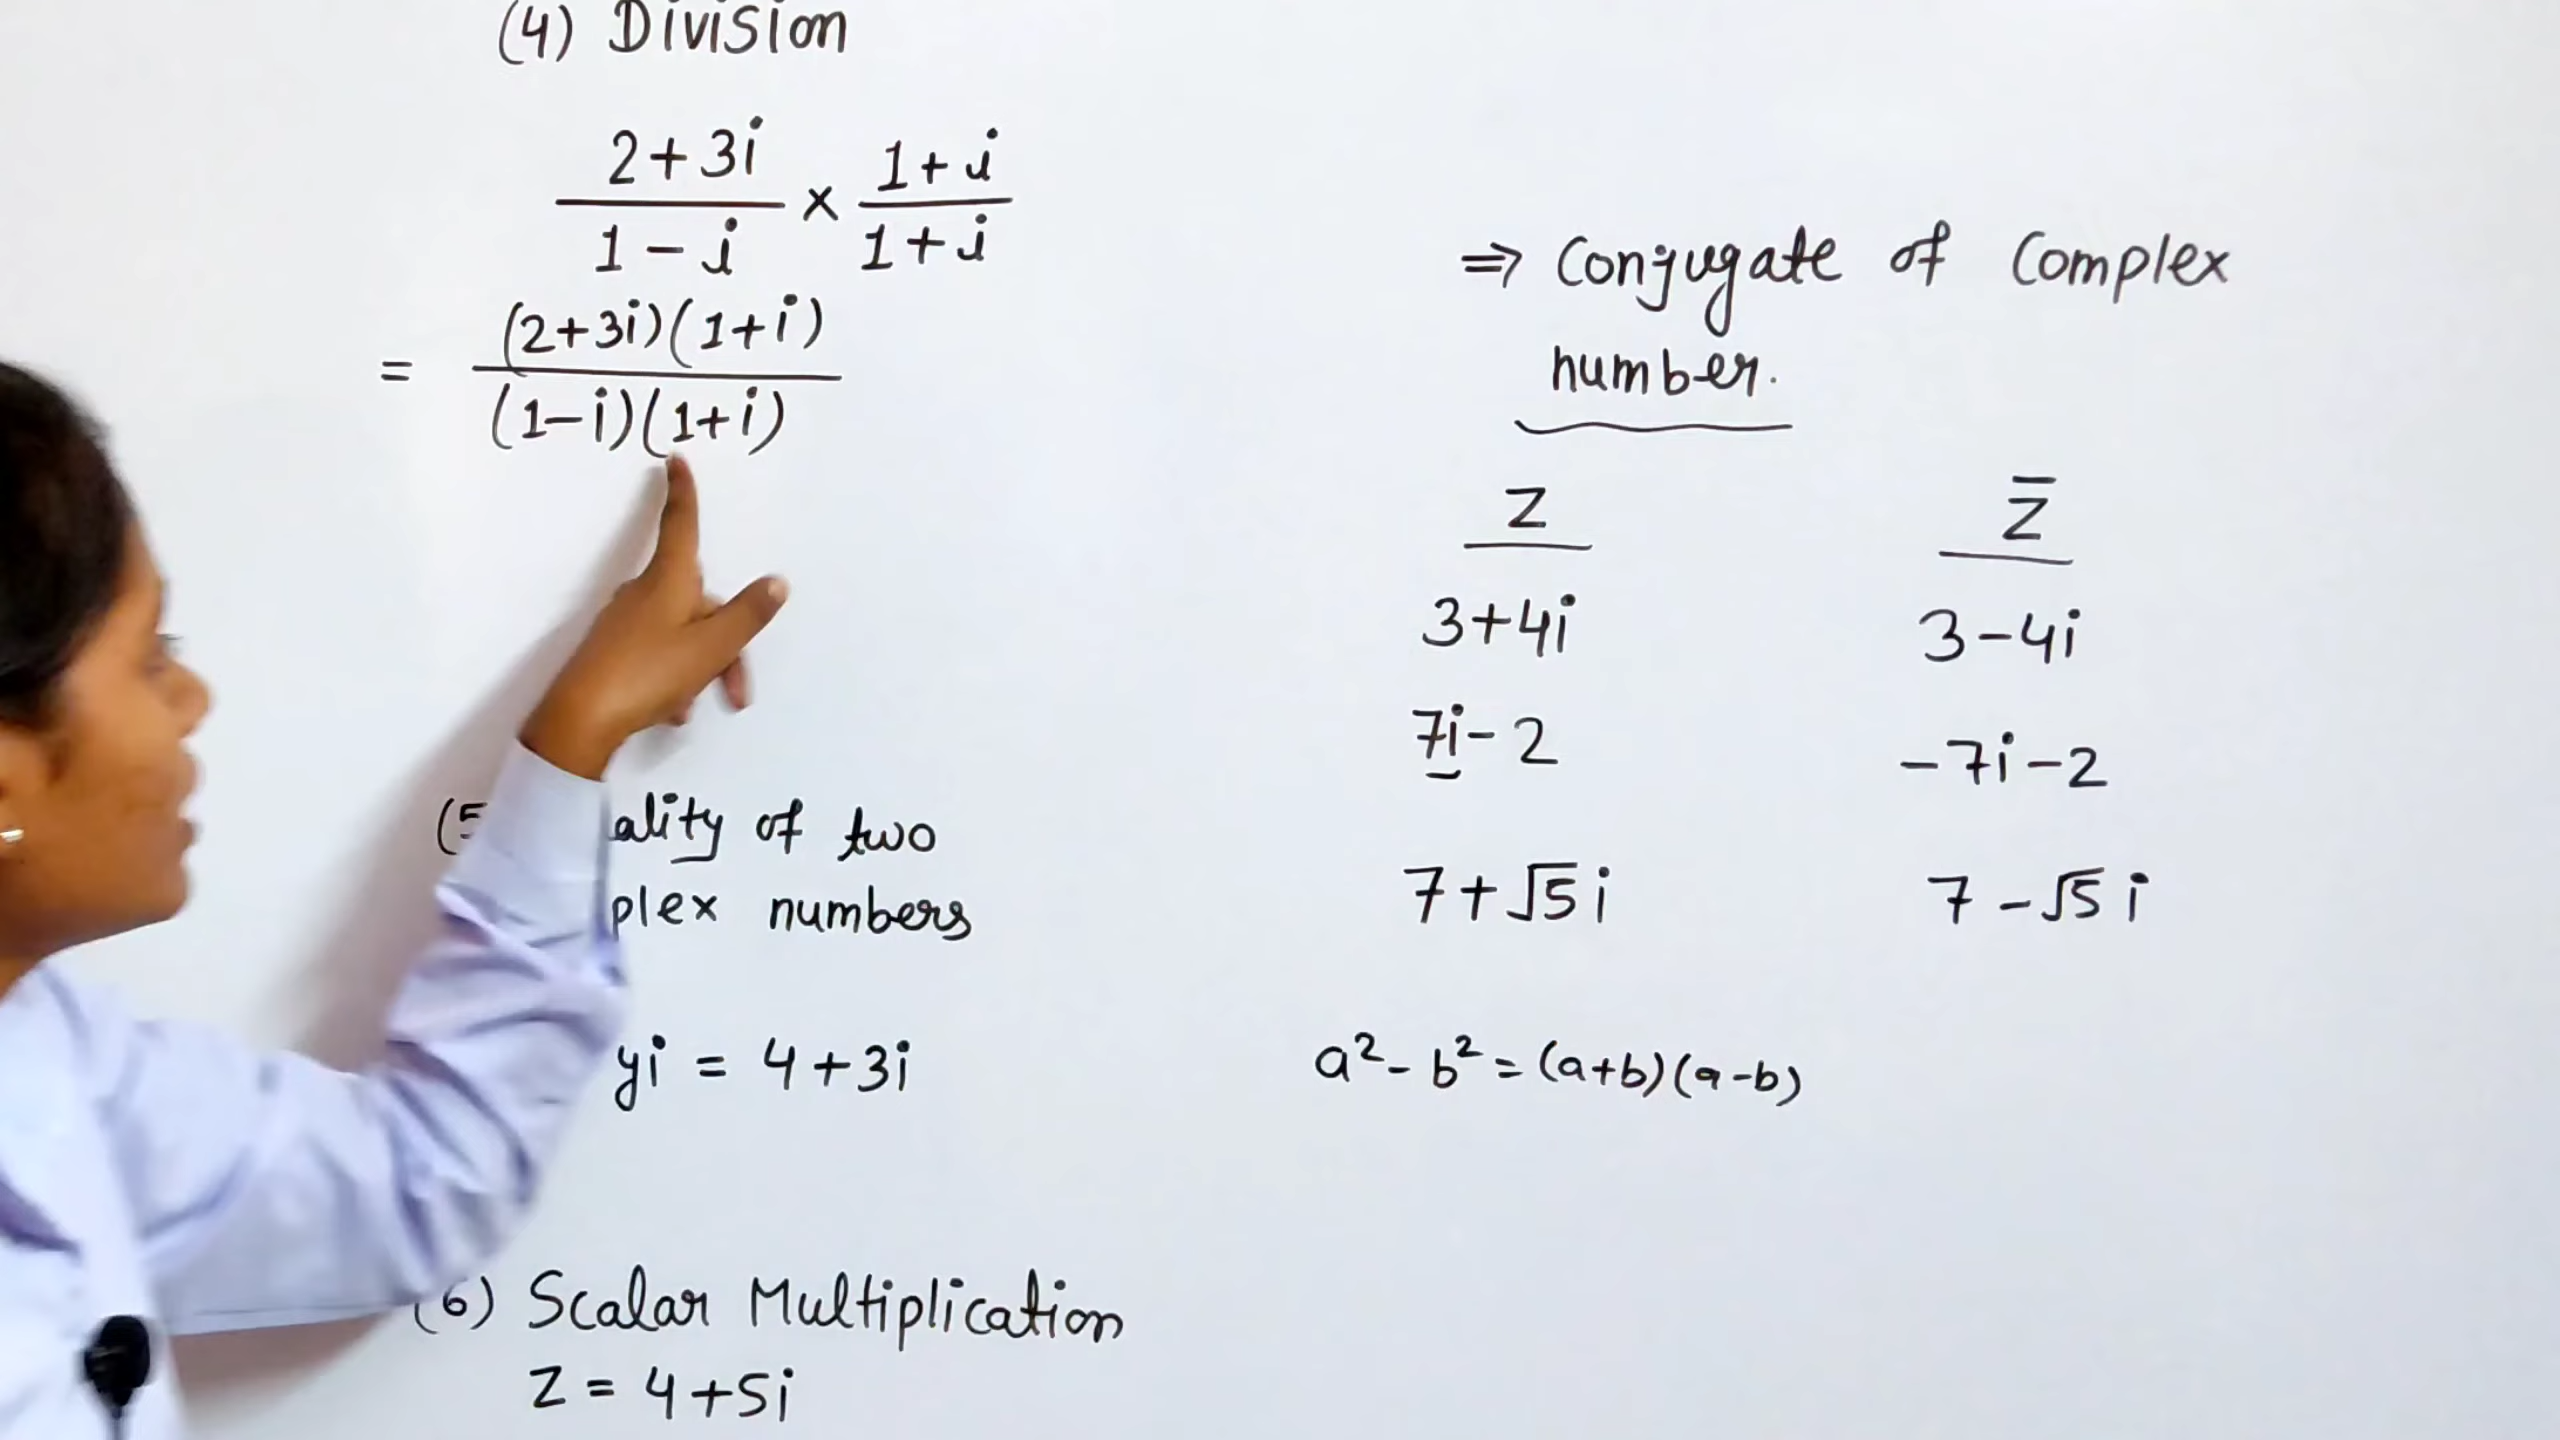 (4) Division
2+3i / 1-i × 1+i / 1+i
= (2+3i)(1+i) / (1-i)(1+i)
(5 ality of two
plex numbers
yi = 4+3i
(6) Scalar Multiplication
z = 4+5i
⇒ Conjugate of Complex
number.
z z̄
3+4i 3-4i
7i-2 -7i-2
7+√5i 7-√5i
a²-b²=(a+b)(a-b)